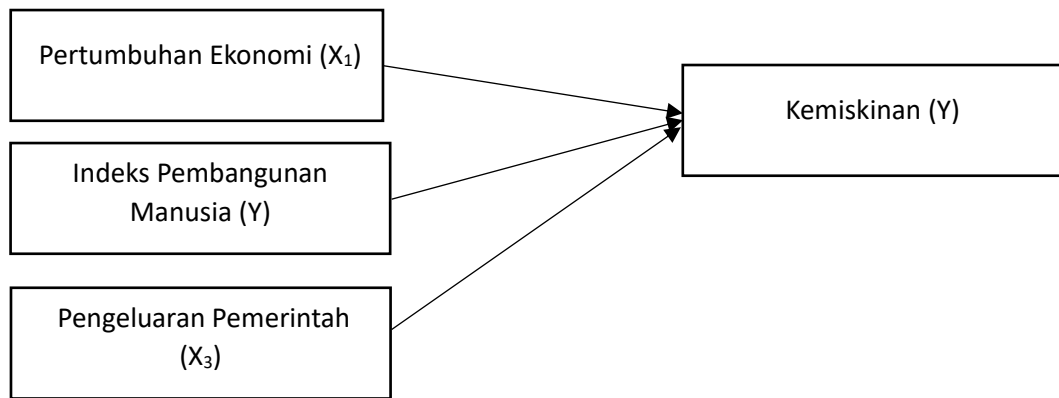 Pertumbuhan Ekonomi (X₁)
Kemiskinan (Y)
Indeks Pembangunan
Manusia (Y)
Pengeluaran Pemerintah
(X₃)